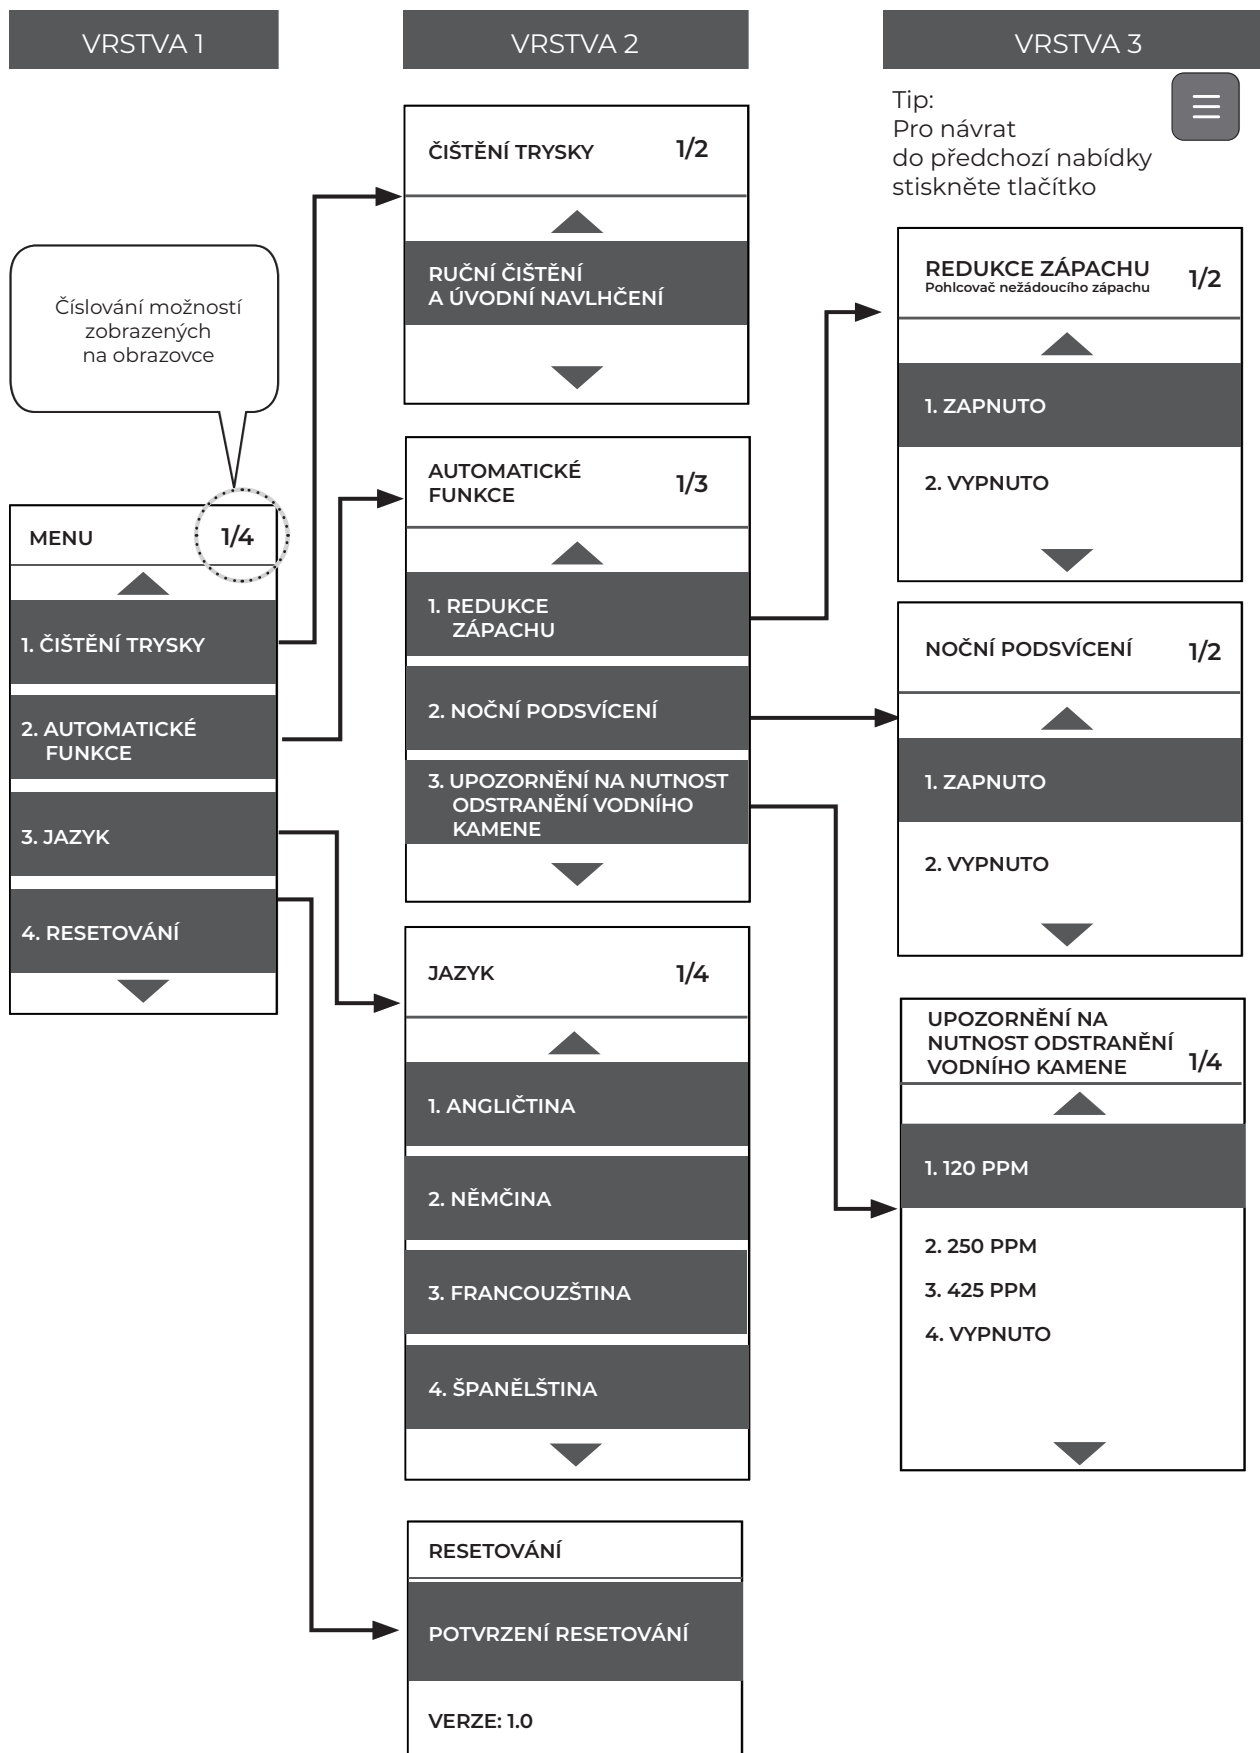 VRSTVA 1
VRSTVA 2
VRSTVA 3
Číslování možností
zobrazených
na obrazovce
MENU 1/4
1. ČIŠTĚNÍ TRYSKY
2. AUTOMATICKÉ
FUNKCE
3. JAZYK
4. RESETOVÁNÍ
ČIŠTĚNÍ TRYSKY 1/2
RUČNÍ ČIŠTĚNÍ
A ÚVODNÍ NAVLHČENÍ
AUTOMATICKÉ
FUNKCE 1/3
1. REDUKCE
ZÁPACHU
2. NOČNÍ PODSVÍCENÍ
3. UPOZORNĚNÍ NA NUTNOST
ODSTRANĚNÍ VODNÍHO
KAMENE
JAZYK 1/4
1. ANGLIČTINA
2. NĚMČINA
3. FRANCOUZŠTINA
4. ŠPANĚLŠTINA
RESETOVÁNÍ
POTVRZENÍ RESETOVÁNÍ
VERZE: 1.0
Tip:
Pro návrat
do předchozí nabídky
stiskněte tlačítko
REDUKCE ZÁPACHU 1/2
Pohlcovač nežádoucího zápachu
1. ZAPNUTO
2. VYPNUTO
NOČNÍ PODSVÍCENÍ 1/2
1. ZAPNUTO
2. VYPNUTO
UPOZORNĚNÍ NA
NUTNOST ODSTRANĚNÍ
VODNÍHO KAMENE 1/4
1. 120 PPM
2. 250 PPM
3. 425 PPM
4. VYPNUTO